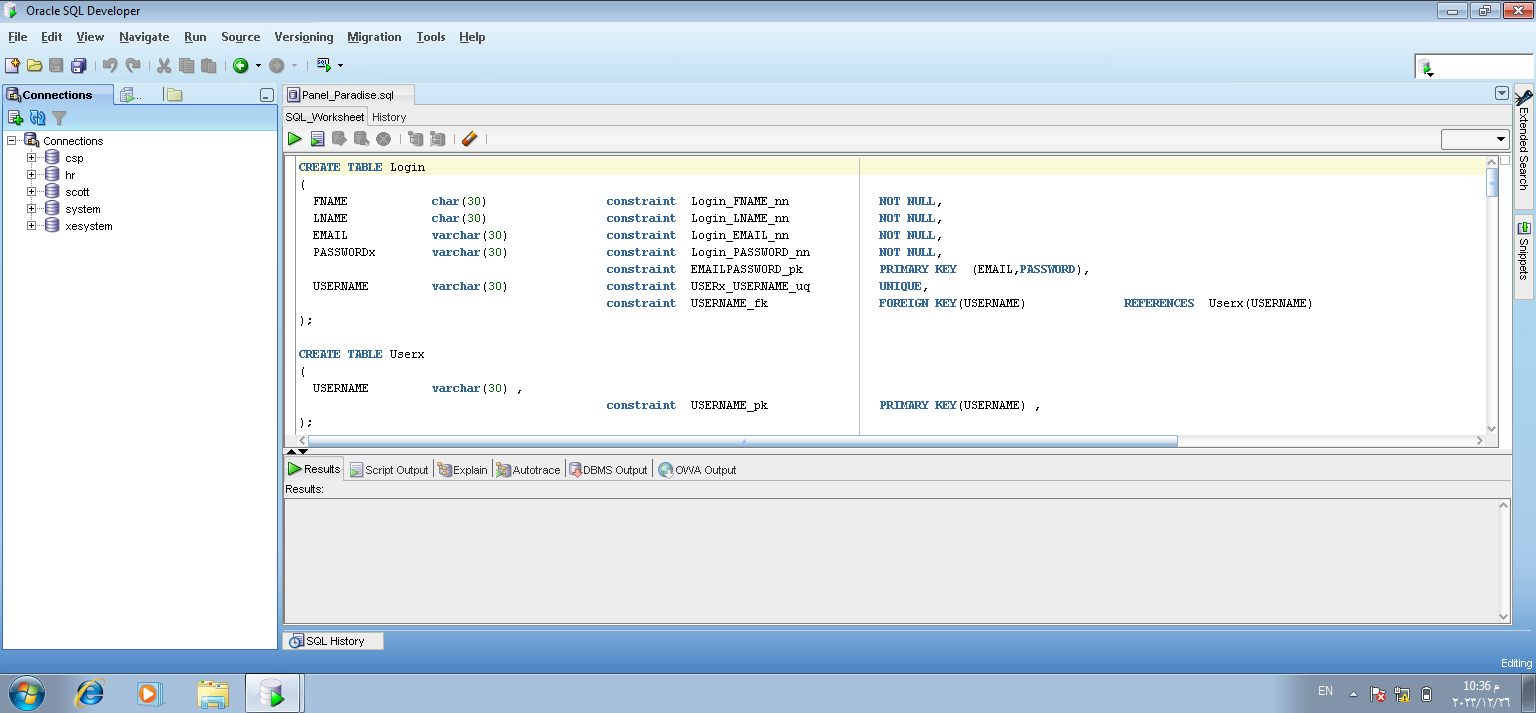 Oracle SQL Developer
File Edit View Navigate Run Source Versioning Migration Tools Help
Connections
Panel_Paradise.sql
SQL_Worksheet History
Connections
csp
hr
scott
system
xesystem
CREATE TABLE Login
(
FNAME char(30) constraint Login_FNAME_nn NOT NULL,
LNAME char(30) constraint Login_LNAME_nn NOT NULL,
EMAIL varchar(30) constraint Login_EMAIL_nn NOT NULL,
PASSWORDx varchar(30) constraint Login_PASSWORD_nn NOT NULL,
constraint EMAILPASSWORD_pk PRIMARY KEY (EMAIL,PASSWORD),
USERNAME varchar(30) constraint USERx_USERNAME_uq UNIQUE,
constraint USERNAME_fk FOREIGN KEY(USERNAME) REFERENCES Userx(USERNAME)
);
CREATE TABLE Userx
(
USERNAME varchar(30) ,
constraint USERNAME_pk PRIMARY KEY(USERNAME) ,
);
Extended Search
Snippets
Results Script Output Explain Autotrace DBMS Output OWA Output
Results:
SQL History
Editing
EN
10:36 م
٢٠٢٣/١٢/٢٦